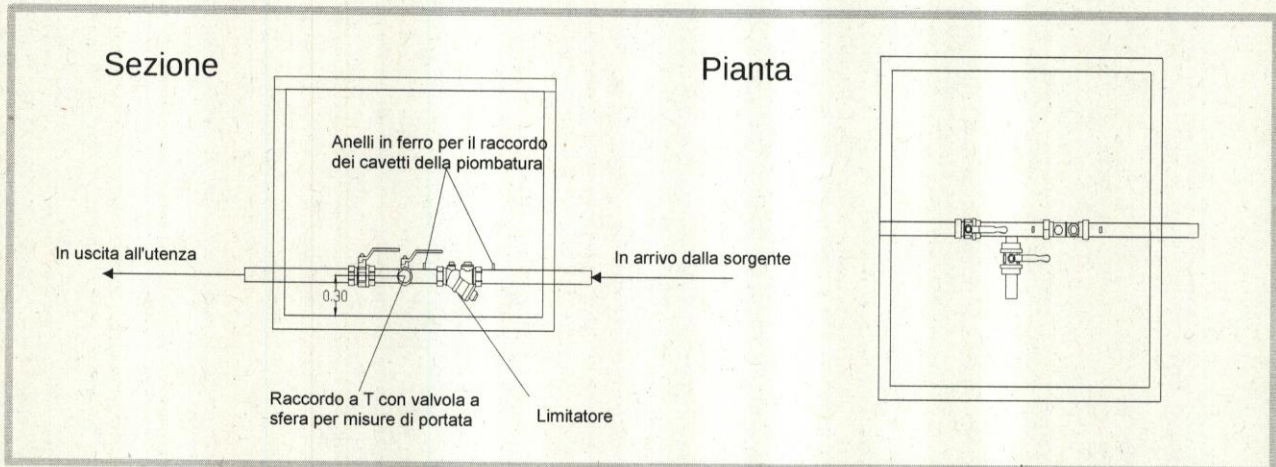 Sezione
Pianta
Anelli in ferro per il raccordo
dei cavetti della piombatura
In uscita all'utenza
In arrivo dalla sorgente
0.30
Raccordo a T con valvola a
sfera per misure di portata
Limitatore